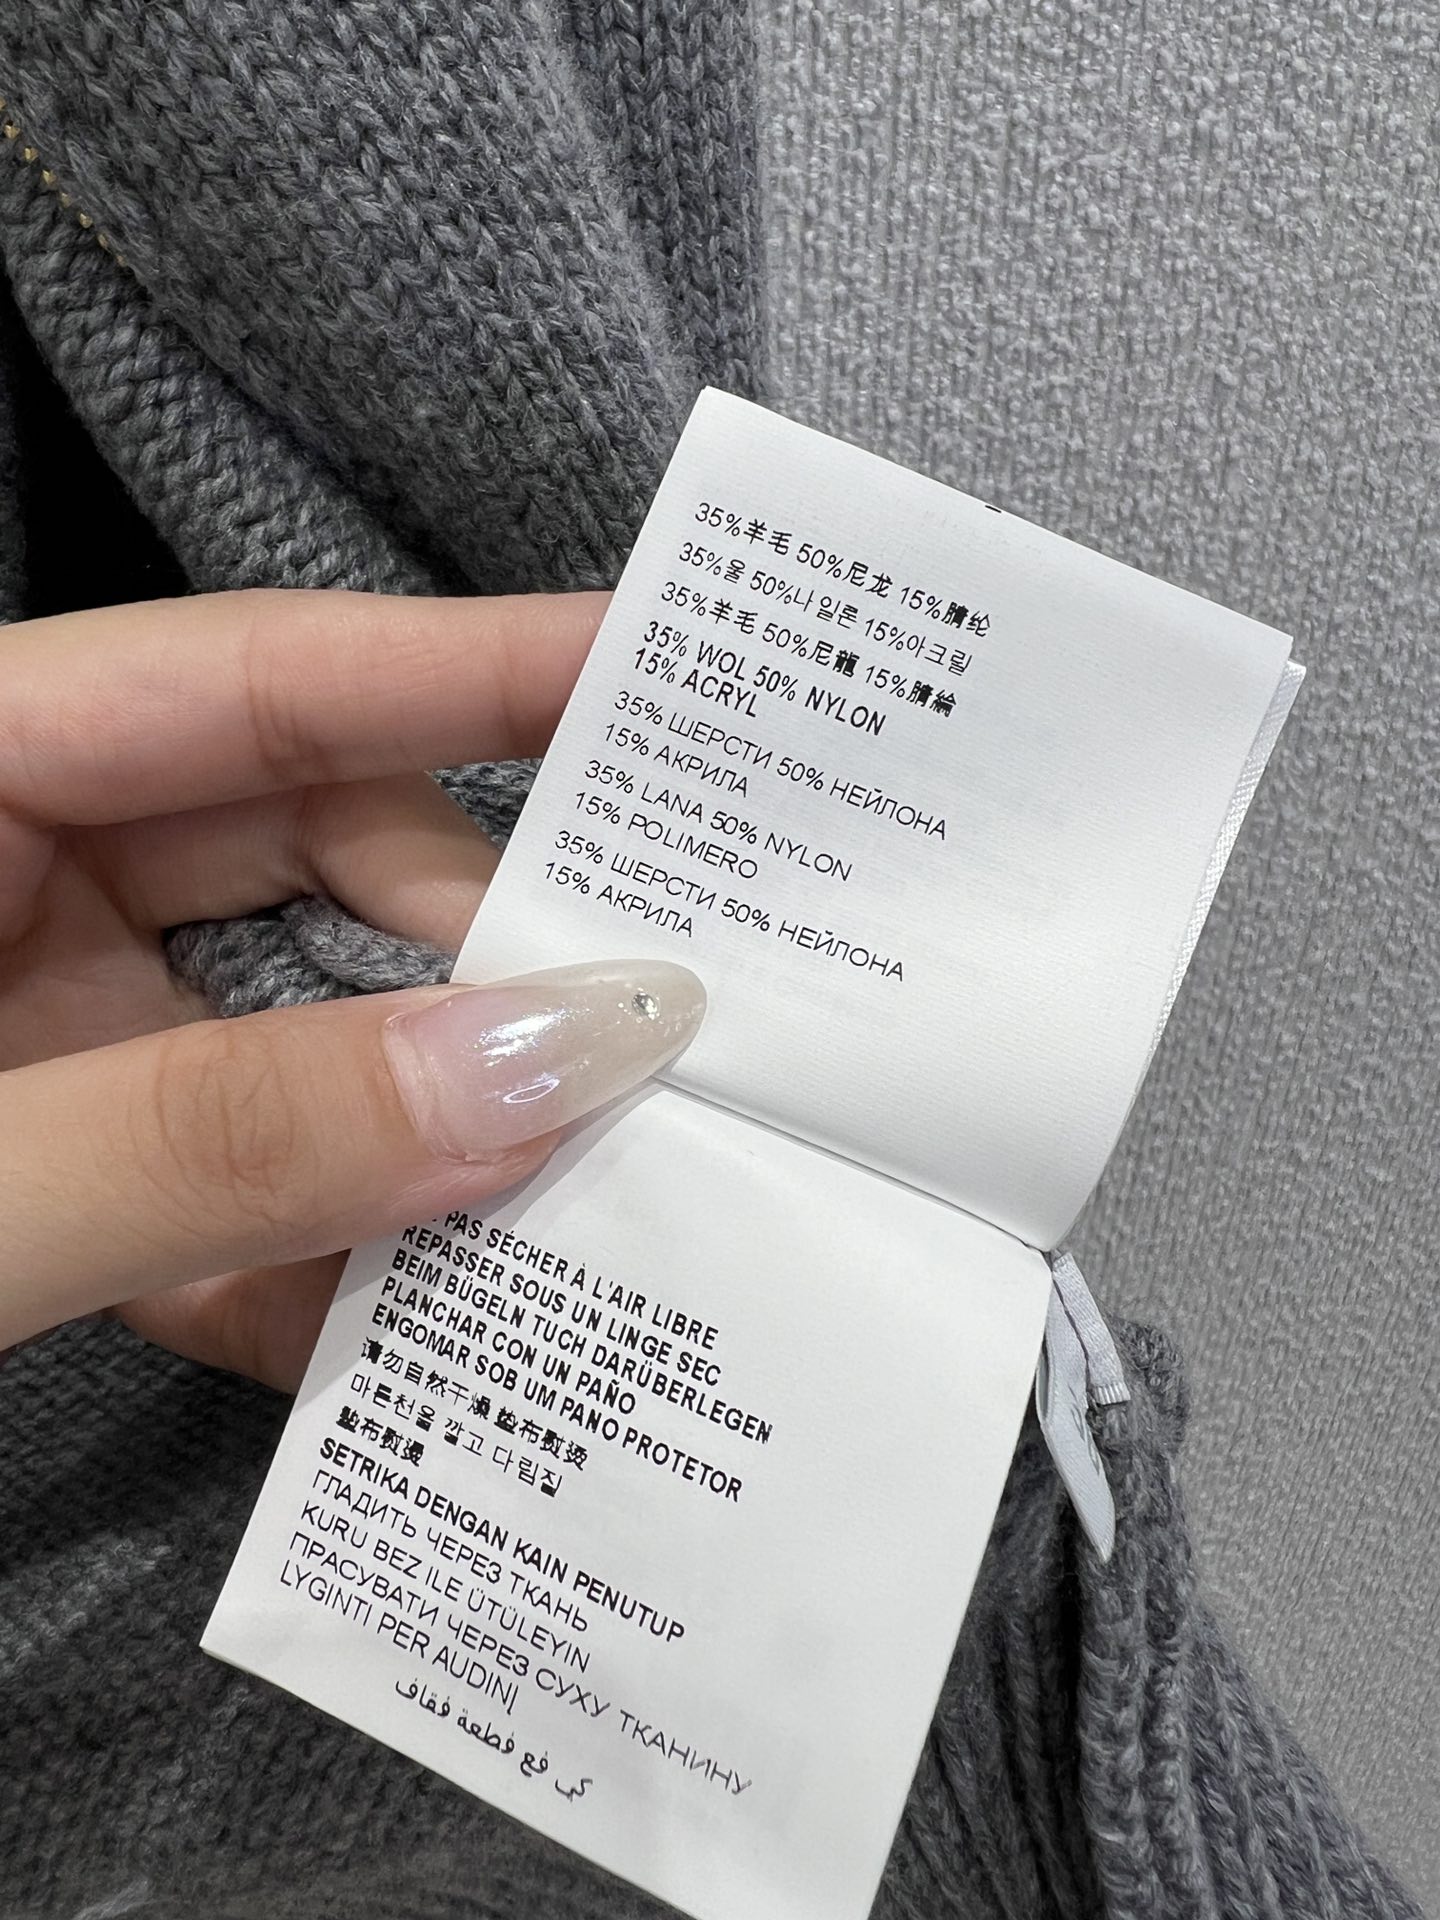 35%羊毛 50%尼龙 15%腈纶
35%울 50%나일론 15%아크릴
35%羊毛 50%尼龍 15%腈綸
35% WOL 50% NYLON
15% ACRYL
35% ШЕРСТИ 50% НЕЙЛОНА
15% АКРИЛА
35% LANA 50% NYLON
15% POLIMERO
35% ШЕРСТИ 50% НЕЙЛОНА
15% АКРИЛА
PAS SÉCHER À L'AIR LIBRE
REPASSER SOUS UN LINGE SEC
BEIM BÜGELN TUCH DARÜBERLEGEN
PLANCHAR CON UN PAÑO
ENGOMAR SOB UM PANO PROTETOR
请勿自然干燥 垫布熨烫
마른천을 깔고 다림질
墊布熨燙
SETRIKA DENGAN KAIN PENUTUP
ГЛАДИТЬ ЧЕРЕЗ ТКАНЬ
KURU BEZ ILE ÜTÜLEYIN
ПРАСУВАТИ ЧЕРЕЗ СУХУ ТКАНИНУ
LYGINTI PER AUDINĮ
كي فع فطعة فقاف